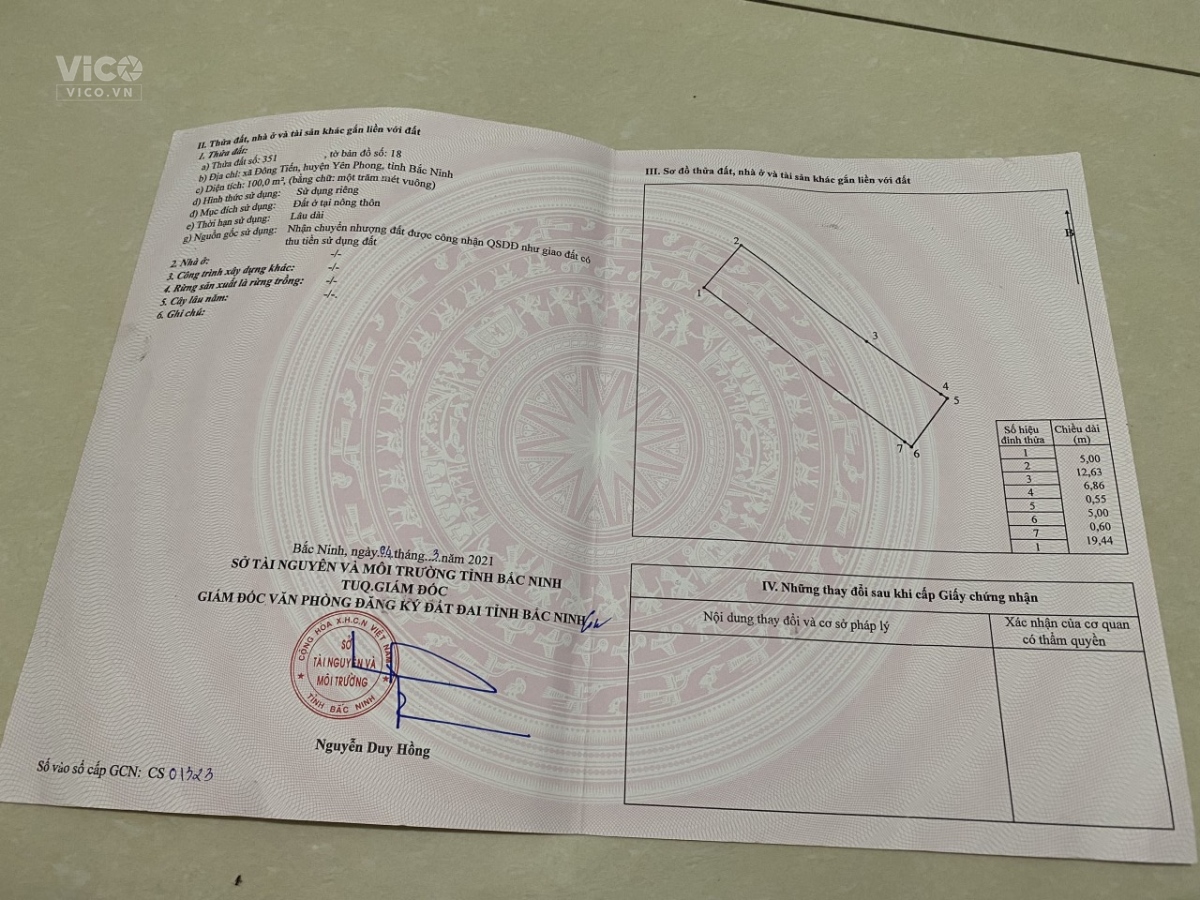 VICO
VICO.VN
II. Thửa đất, nhà ở và tài sản khác gắn liền với đất
1. Thửa đất:
a) Thửa đất số: 351 , tờ bản đồ số: 18
b) Địa chỉ: xã Đông Tiến, huyện Yên Phong, tỉnh Bắc Ninh
c) Diện tích: 100,0 m², (bằng chữ: một trăm mét vuông)
d) Hình thức sử dụng: Sử dụng riêng
đ) Mục đích sử dụng: Đất ở tại nông thôn
e) Thời hạn sử dụng: Lâu dài
g) Nguồn gốc sử dụng: Nhận chuyển nhượng đất được công nhận QSDĐ như giao đất có
thu tiền sử dụng đất
2. Nhà ở: -/-
3. Công trình xây dựng khác: -/-
4. Rừng sản xuất là rừng trồng: -/-
5. Cây lâu năm: -/-.
6. Ghi chú:
Bắc Ninh, ngày 04 tháng 3 năm 2021
SỞ TÀI NGUYÊN VÀ MÔI TRƯỜNG TỈNH BẮC NINH
TUQ.GIÁM ĐỐC
GIÁM ĐỐC VĂN PHÒNG ĐĂNG KÝ ĐẤT ĐAI TỈNH BẮC NINH
CỘNG HÒA X.H.C.N VIỆT NAM
SỞ
TÀI NGUYÊN VÀ
MÔI TRƯỜNG
TỈNH BẮC NINH
Nguyễn Duy Hồng
Số vào sổ cấp GCN: CS 01323
III. Sơ đồ thửa đất, nhà ở và tài sản khác gắn liền với đất
B
2
1
3
4
5
7
6
Số hiệu đỉnh thửa Chiều dài (m)
1
5,00
2
12,63
3
6,86
4
0,55
5
5,00
6
0,60
7
19,44
1
IV. Những thay đổi sau khi cấp Giấy chứng nhận
Nội dung thay đổi và cơ sở pháp lý
Xác nhận của cơ quan
có thẩm quyền